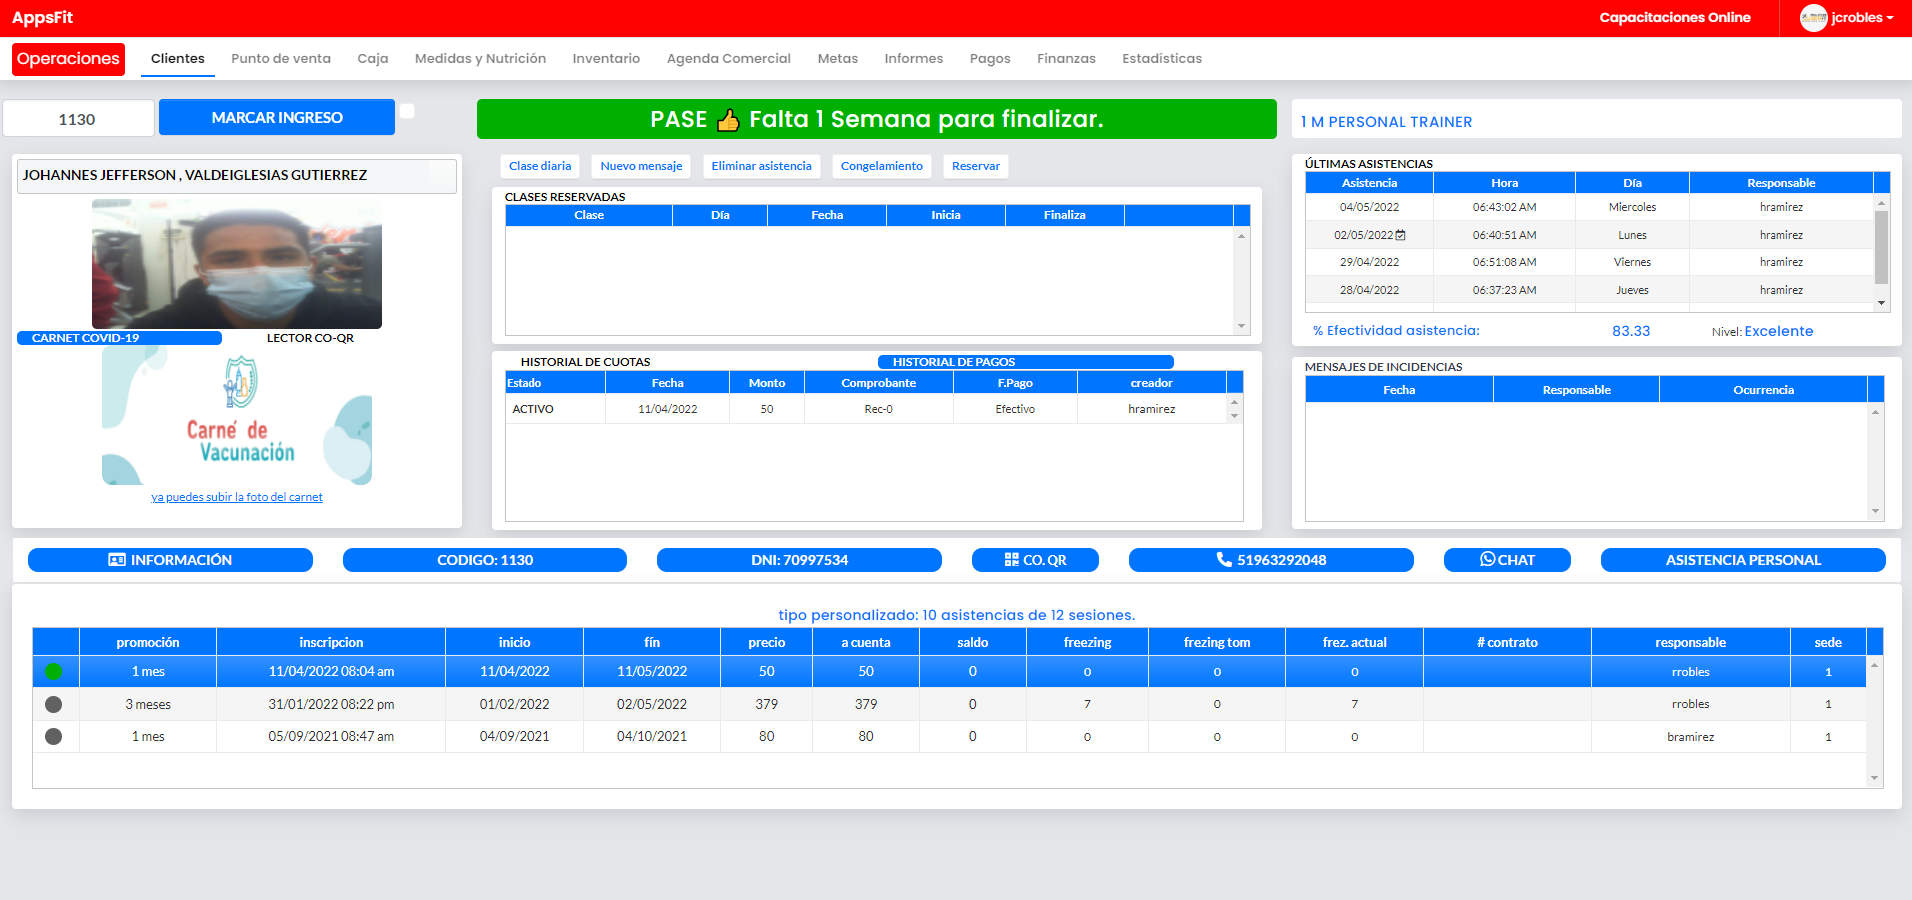 AppsFit
Capacitaciones Online
jcrobles
Operaciones
Clientes
Punto de venta
Caja
Medidas y Nutrición
Inventario
Agenda Comercial
Metas
Informes
Pagos
Finanzas
Estadísticas
1130
MARCAR INGRESO
PASE 👍 Falta 1 Semana para finalizar.
1 M PERSONAL TRAINER
JOHANNES JEFFERSON , VALDEIGLESIAS GUTIERREZ
CARNET COVID-19
LECTOR CO-QR
Carné de
Vacunación
ya puedes subir la foto del carnet
Clase diaria
Nuevo mensaje
Eliminar asistencia
Congelamiento
Reservar
CLASES RESERVADAS
Clase Día Fecha Inicia Finaliza
HISTORIAL DE CUOTAS
HISTORIAL DE PAGOS
Estado Fecha Monto Comprobante F.Pago creador
ACTIVO 11/04/2022 50 Rec-0 Efectivo hramirez
ÚLTIMAS ASISTENCIAS
Asistencia Hora Día Responsable
04/05/2022 06:43:02 AM Miercoles hramirez
02/05/2022 06:40:51 AM Lunes hramirez
29/04/2022 06:51:08 AM Viernes hramirez
28/04/2022 06:37:23 AM Jueves hramirez
% Efectividad asistencia: 83.33 Nivel: Excelente
MENSAJES DE INCIDENCIAS
Fecha Responsable Ocurrencia
INFORMACIÓN
CODIGO: 1130
DNI: 70997534
CO. QR
51963292048
CHAT
ASISTENCIA PERSONAL
tipo personalizado: 10 asistencias de 12 sesiones.
promoción inscripcion inicio fín precio a cuenta saldo freezing frezing tom frez. actual # contrato responsable sede
1 mes 11/04/2022 08:04 am 11/04/2022 11/05/2022 50 50 0 0 0 0 rrobles 1
3 meses 31/01/2022 08:22 pm 01/02/2022 02/05/2022 379 379 0 7 0 7 rrobles 1
1 mes 05/09/2021 08:47 am 04/09/2021 04/10/2021 80 80 0 0 0 0 bramirez 1